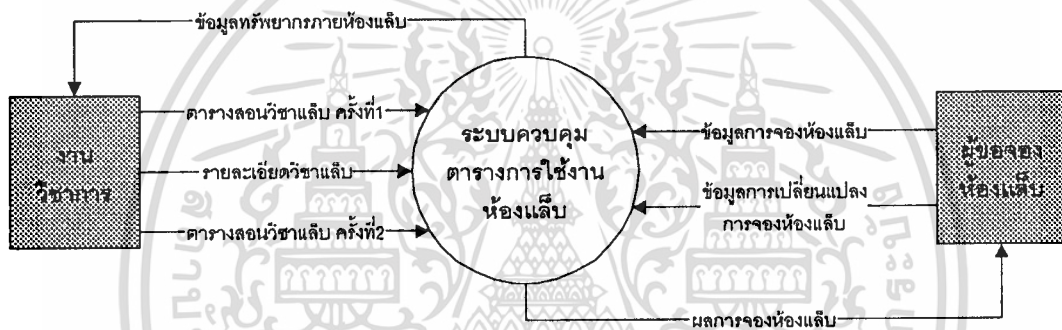 ข้อมูลทรัพยากรภายในห้องแล็บ
งาน
วิชาการ
ตารางสอนวิชาแล็บ ครั้งที่1
รายละเอียดวิชาแล็บ
ตารางสอนวิชาแล็บ ครั้งที่2
ระบบควบคุม
ตารางการใช้งาน
ห้องแล็บ
ข้อมูลการจองห้องแล็บ
ข้อมูลการเปลี่ยนแปลง
การจองห้องแล็บ
ผู้ขอจอง
ห้องแล็บ
ผลการจองห้องแล็บ